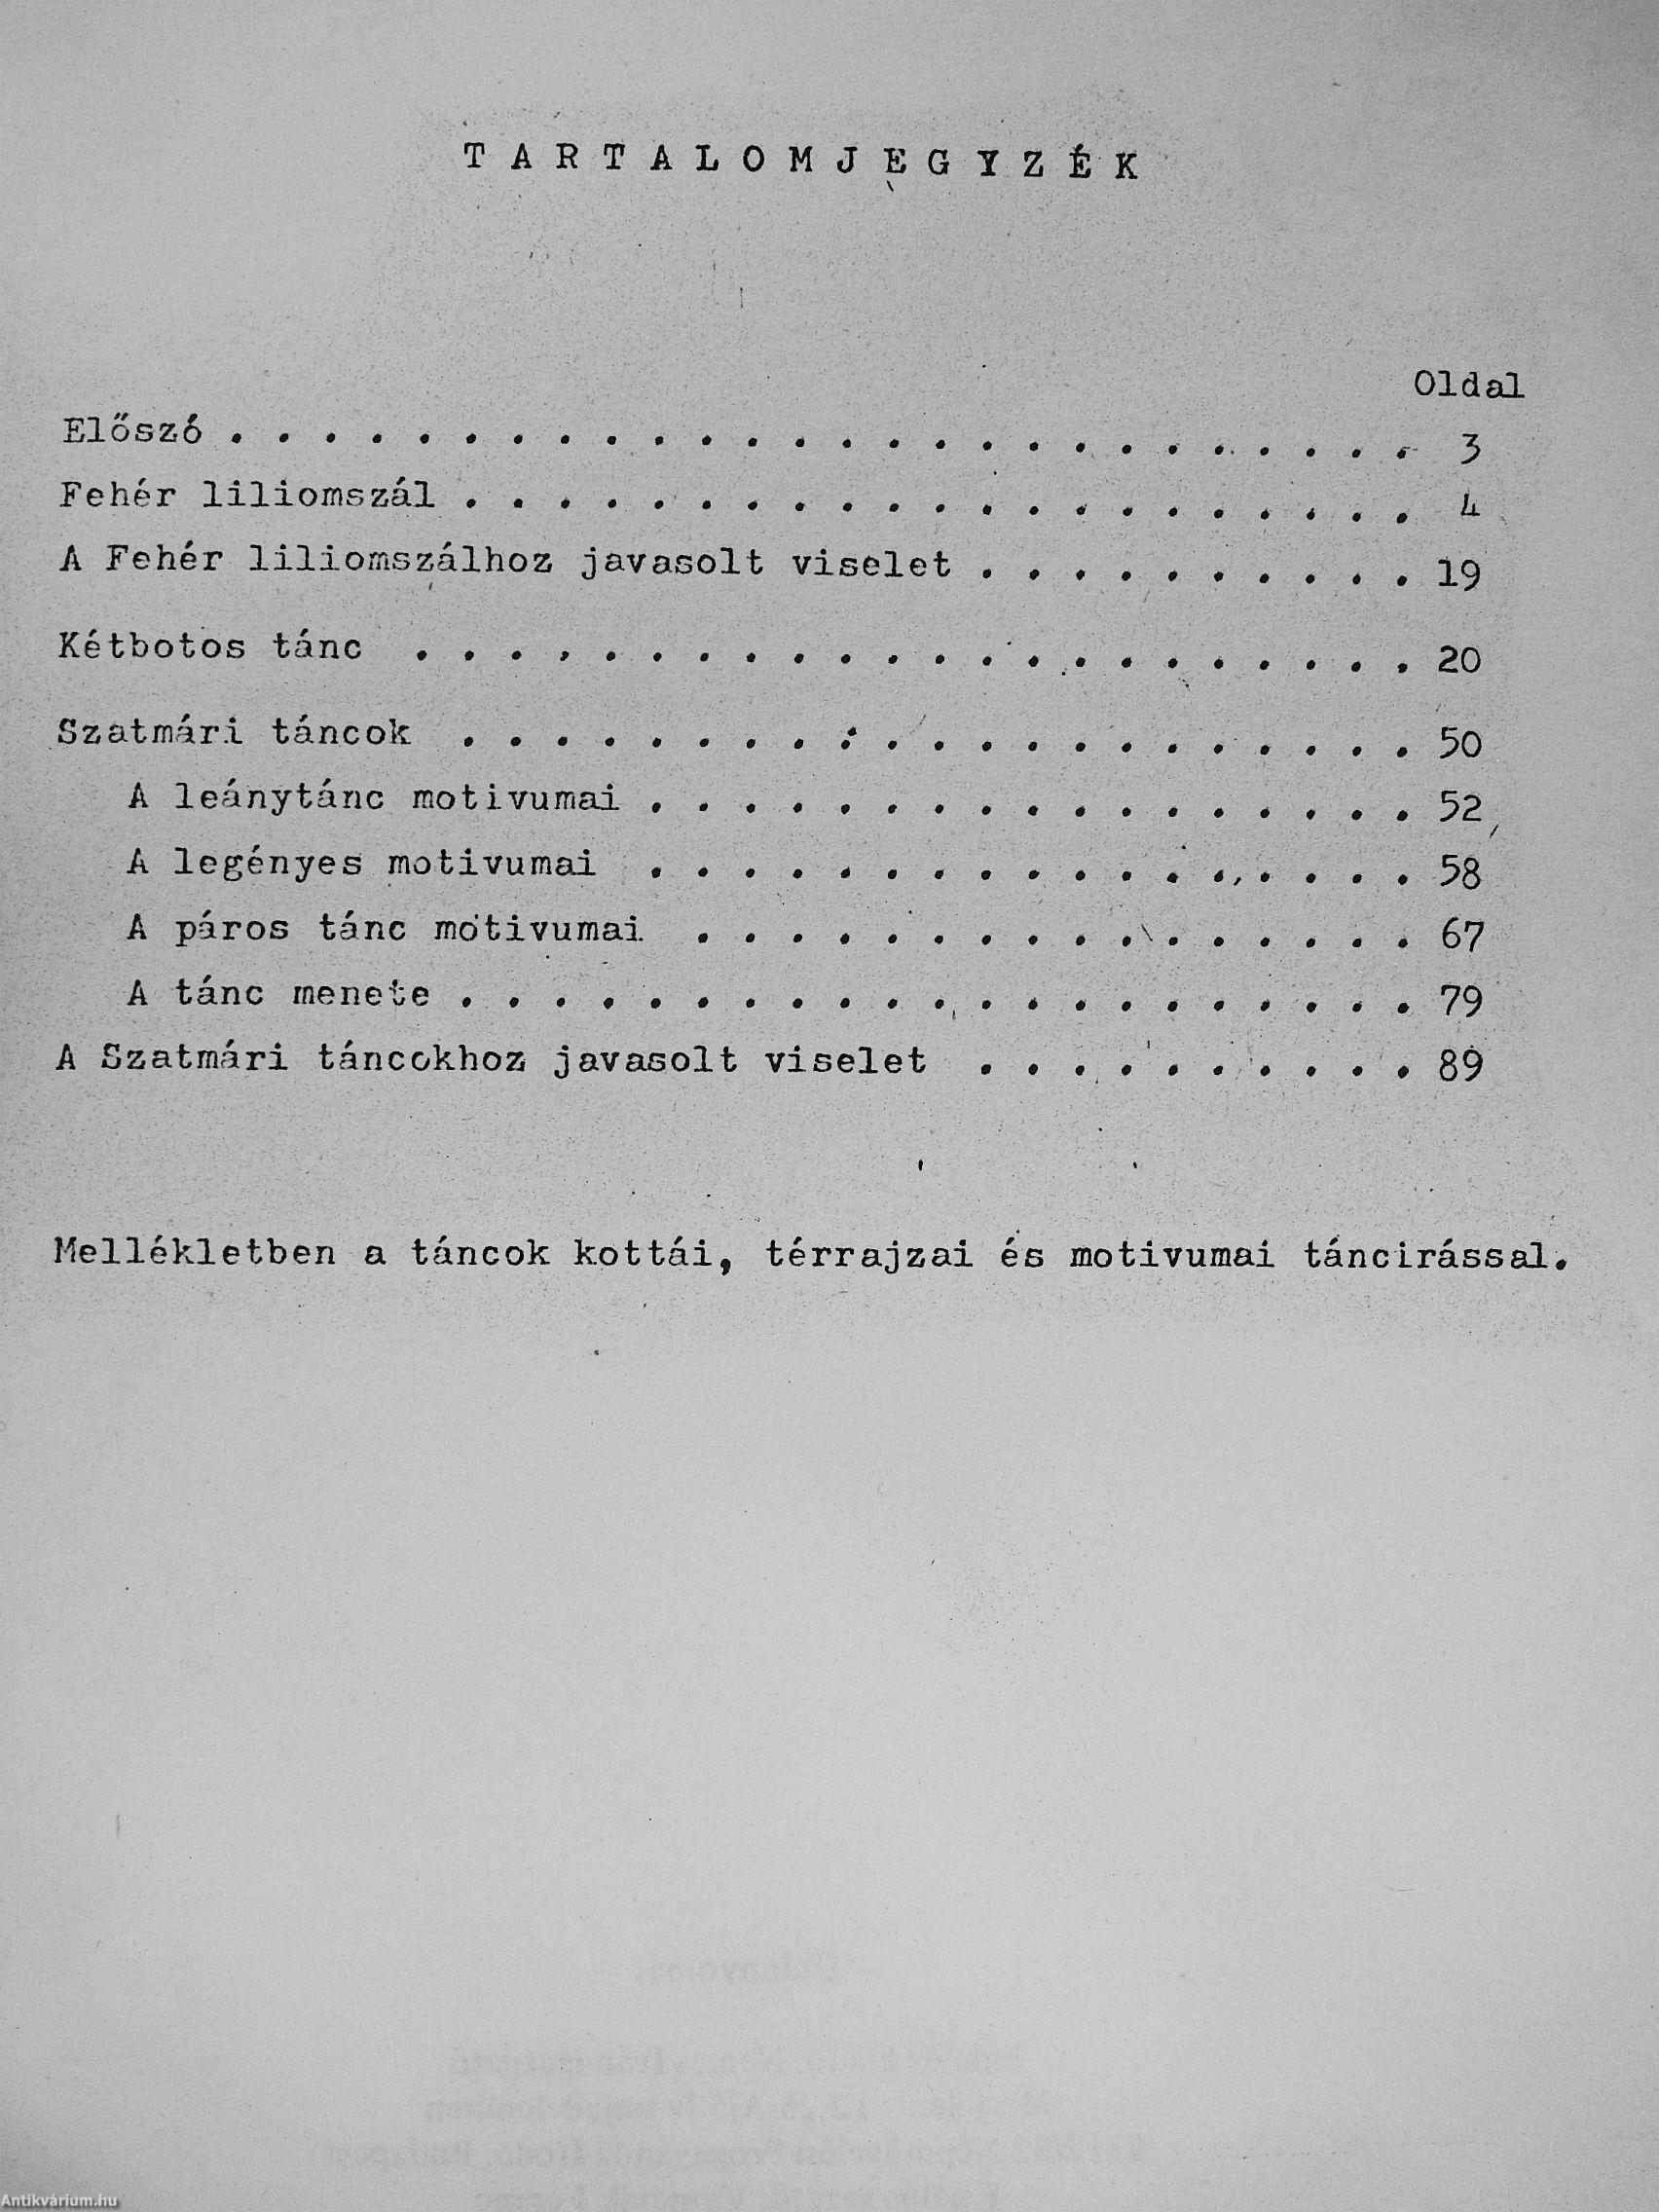 TARTALOMJEGYZÉK
Oldal
Előszó . . . . . . . . . . . . . . . . . . . . . . . . . . 3
Fehér liliomszál . . . . . . . . . . . . . . . . . . . . . 4
A Fehér liliomszálhoz javasolt viselet . . . . . . . . . . 19
Kétbotos tánc . . . . . . . . . . . . . . . . . . . . . . 20
Szatmári táncok . . . . . . . . . . . . . . . . . . . . . 50
A leánytánc motivumai . . . . . . . . . . . . . . . . . 52
A legényes motivumai . . . . . . . . . . . . . . . . . 58
A páros tánc motivumai . . . . . . . . . . . . . . . . 67
A tánc menete . . . . . . . . . . . . . . . . . . . . . 79
A Szatmári táncokhoz javasolt viselet . . . . . . . . . . 89
Mellékletben a táncok kottái, térrajzai és motivumai táncirással.
Antikvárium.hu